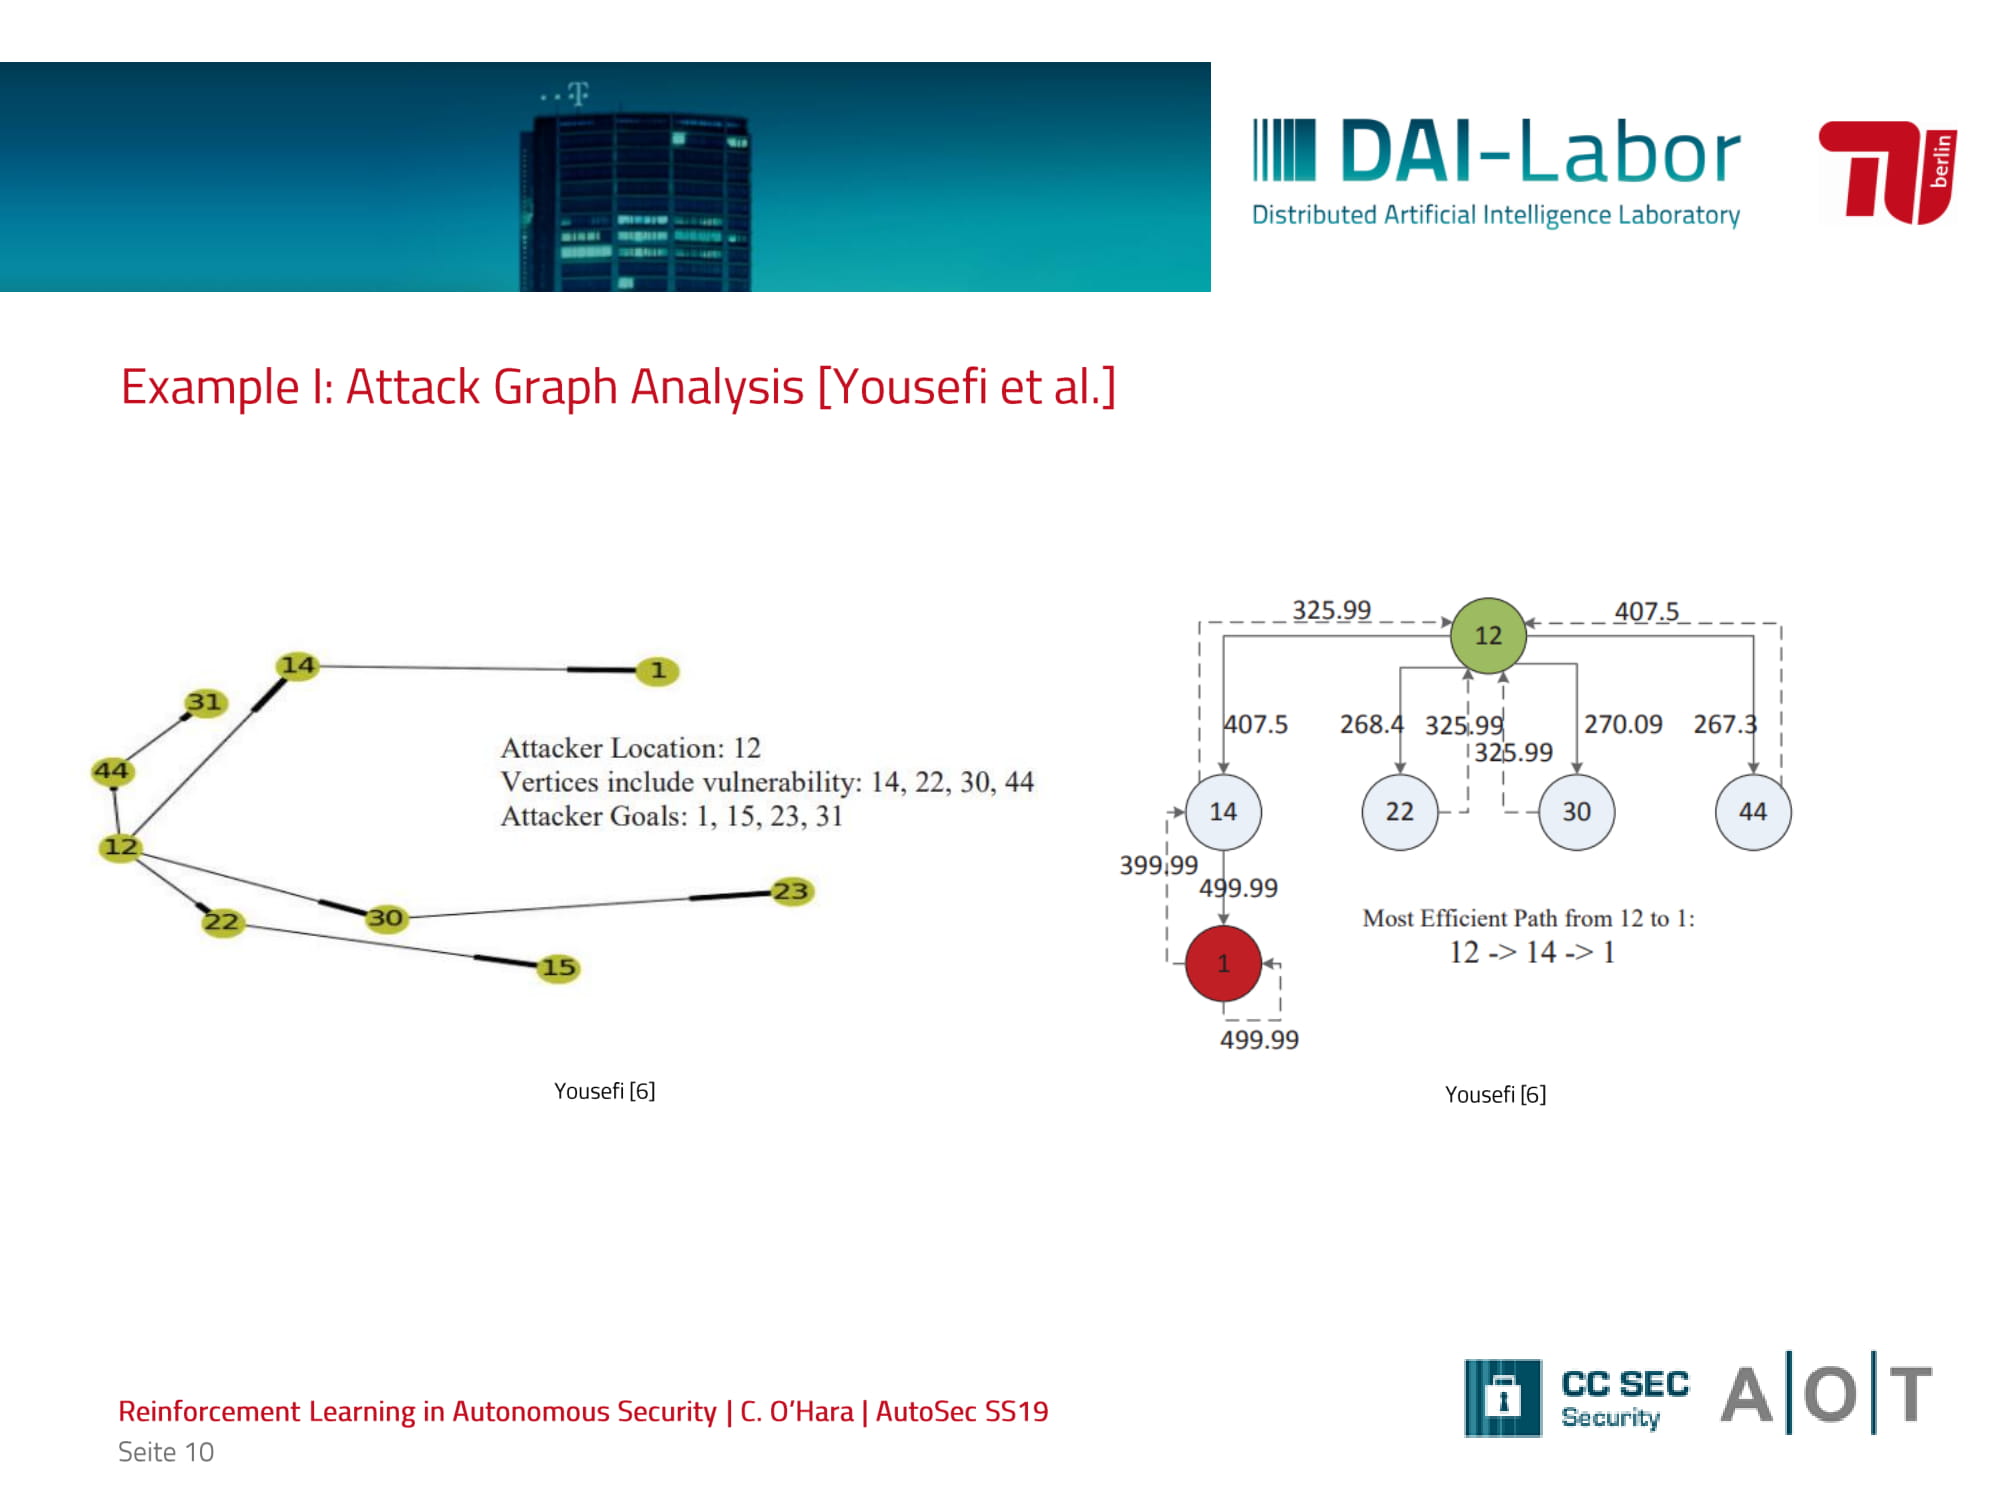 DAI-Labor
Distributed Artificial Intelligence Laboratory
berlin
Example I: Attack Graph Analysis [Yousefi et al.]
14
1
31
44
12
23
30
22
15
Attacker Location: 12
Vertices include vulnerability: 14, 22, 30, 44
Attacker Goals: 1, 15, 23, 31
Yousefi [6]
325.99
12
407.5
407.5
268.4
325.99
325.99
270.09
267.3
14
22
30
44
399.99
499.99
1
499.99
Most Efficient Path from 12 to 1:
12 -> 14 -> 1
Yousefi [6]
Reinforcement Learning in Autonomous Security | C. O’Hara | AutoSec SS19
Seite 10
CC SEC
Security
A|O|T